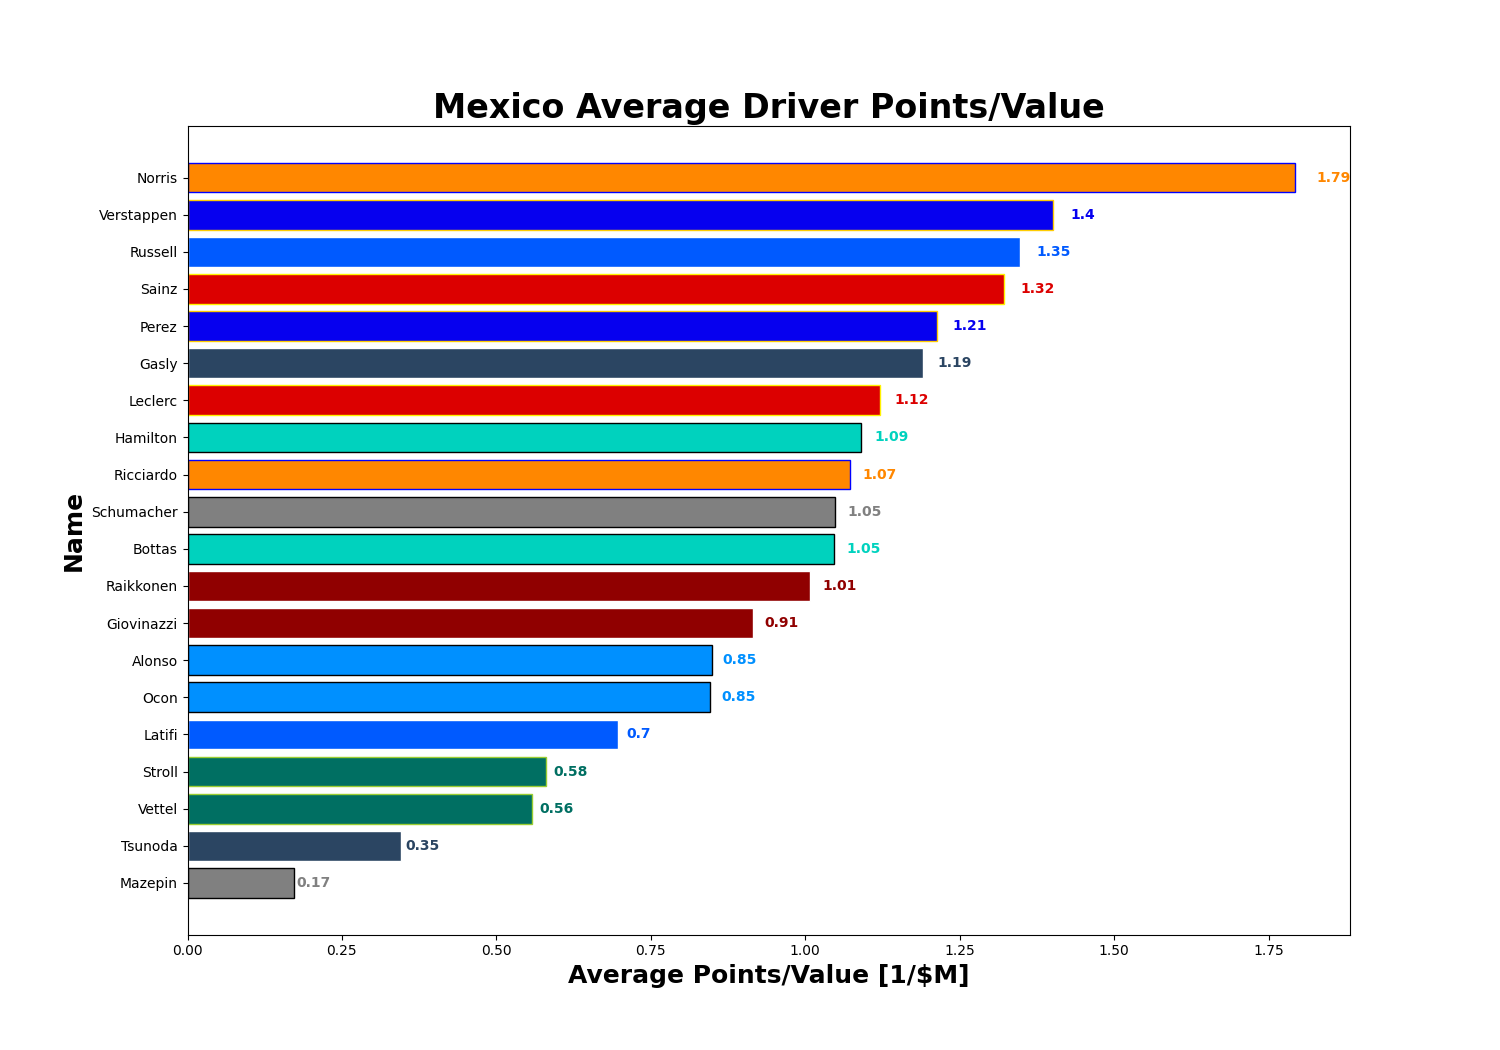 Mexico Average Driver Points/Value
Norris 1.79
Verstappen 1.4
Russell 1.35
Sainz 1.32
Perez 1.21
Gasly 1.19
Leclerc 1.12
Hamilton 1.09
Ricciardo 1.07
Schumacher 1.05
Bottas 1.05
Raikkonen 1.01
Giovinazzi 0.91
Alonso 0.85
Ocon 0.85
Latifi 0.7
Stroll 0.58
Vettel 0.56
Tsunoda 0.35
Mazepin 0.17
Name
0.00 0.25 0.50 0.75 1.00 1.25 1.50 1.75
Average Points/Value [1/$M]